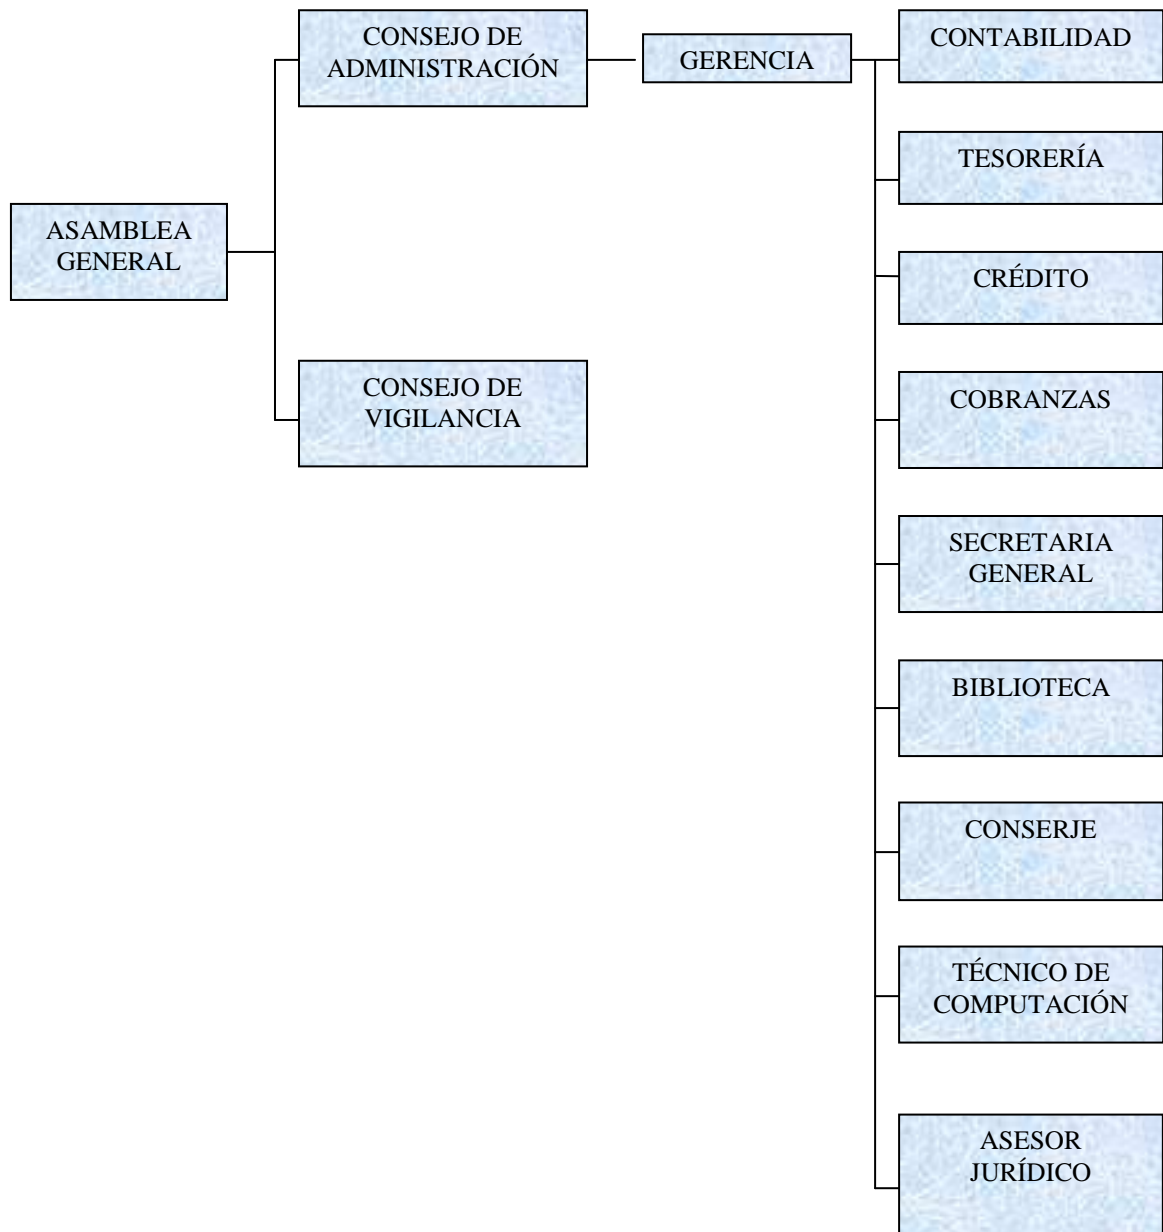 CONSEJO DE
ADMINISTRACIÓN
GERENCIA
CONTABILIDAD
TESORERÍA
ASAMBLEA
GENERAL
CRÉDITO
CONSEJO DE
VIGILANCIA
COBRANZAS
SECRETARIA
GENERAL
BIBLIOTECA
CONSERJE
TÉCNICO DE
COMPUTACIÓN
ASESOR
JURÍDICO